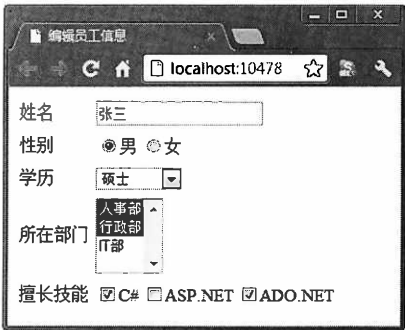 编辑员工信息
localhost:10478
姓名 张三
性别 男 女
学历 硕士
所在部门 人事部
行政部
IT部
擅长技能 C# ASP.NET ADO.NET